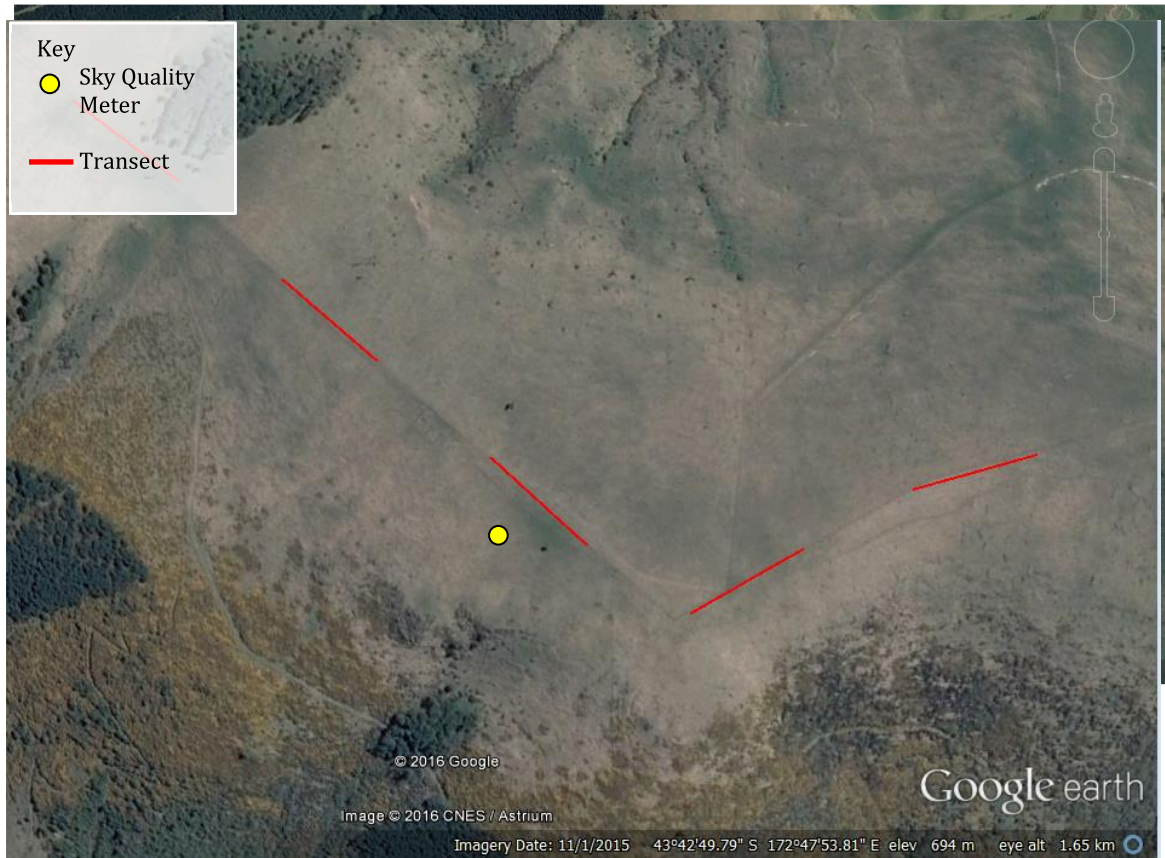 Key
Sky Quality
Meter
Transect
© 2016 Google
Image © 2016 CNES / Astrium
Google earth
Imagery Date: 11/1/2015 43°42'49.79" S 172°47'53.81" E elev 694 m eye alt 1.65 km